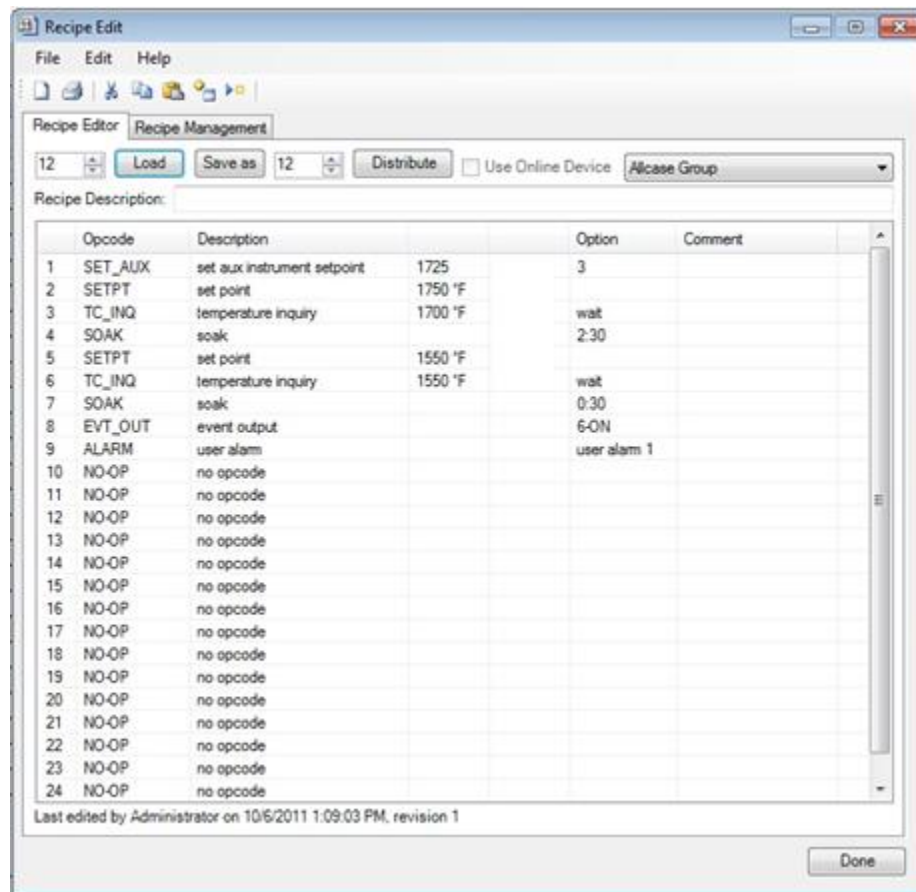 Recipe Edit
File Edit Help
Recipe Editor Recipe Management
12 Load Save as 12 Distribute Use Online Device Allcase Group
Recipe Description:
Opcode Description Option Comment
1 SET_AUX set aux instrument setpoint 1725 3
2 SETPT set point 1750 °F
3 TC_INQ temperature inquiry 1700 °F wait
4 SOAK soak 2:30
5 SETPT set point 1550 °F
6 TC_INQ temperature inquiry 1550 °F wait
7 SOAK soak 0:30
8 EVT_OUT event output 6-ON
9 ALARM user alarm user alarm 1
10 NO-OP no opcode
11 NO-OP no opcode
12 NO-OP no opcode
13 NO-OP no opcode
14 NO-OP no opcode
15 NO-OP no opcode
16 NO-OP no opcode
17 NO-OP no opcode
18 NO-OP no opcode
19 NO-OP no opcode
20 NO-OP no opcode
21 NO-OP no opcode
22 NO-OP no opcode
23 NO-OP no opcode
24 NO-OP no opcode
Last edited by Administrator on 10/6/2011 1:09:03 PM, revision 1
Done